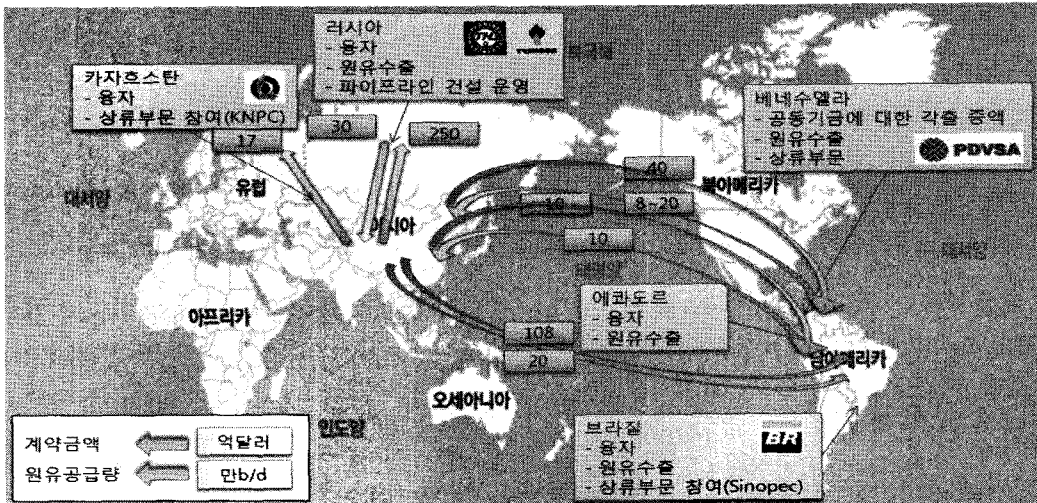 러시아
- 융자
- 원유수출
- 파이프라인 건설 운영
카자흐스탄
- 융자
- 상류부문 참여(KNPC)
베네수엘라
- 공동기금에 대한 각출 증액
- 원유수출
- 상류부문
PDVSA
17
30
250
40
10
8~20
10
대서양
유럽
아시아
북아메리카
대서양
태평양
아프리카
에콰도르
- 융자
- 원유수출
108
20
남아메리카
오세아니아
인도양
계약금액
억달러
원유공급량
만b/d
브라질
- 융자
- 원유수출
- 상류부문 참여(Sinopec)
BR